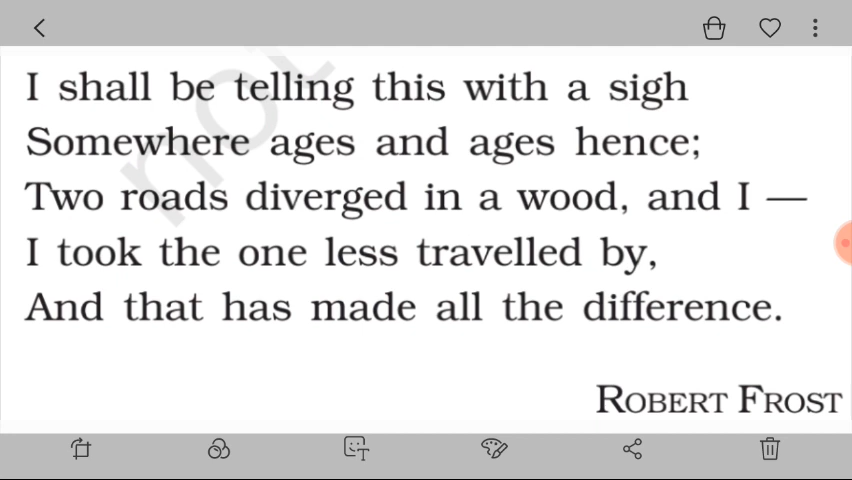 I shall be telling this with a sigh
Somewhere ages and ages hence;
Two roads diverged in a wood, and I —
I took the one less travelled by,
And that has made all the difference.
ROBERT FROST
not